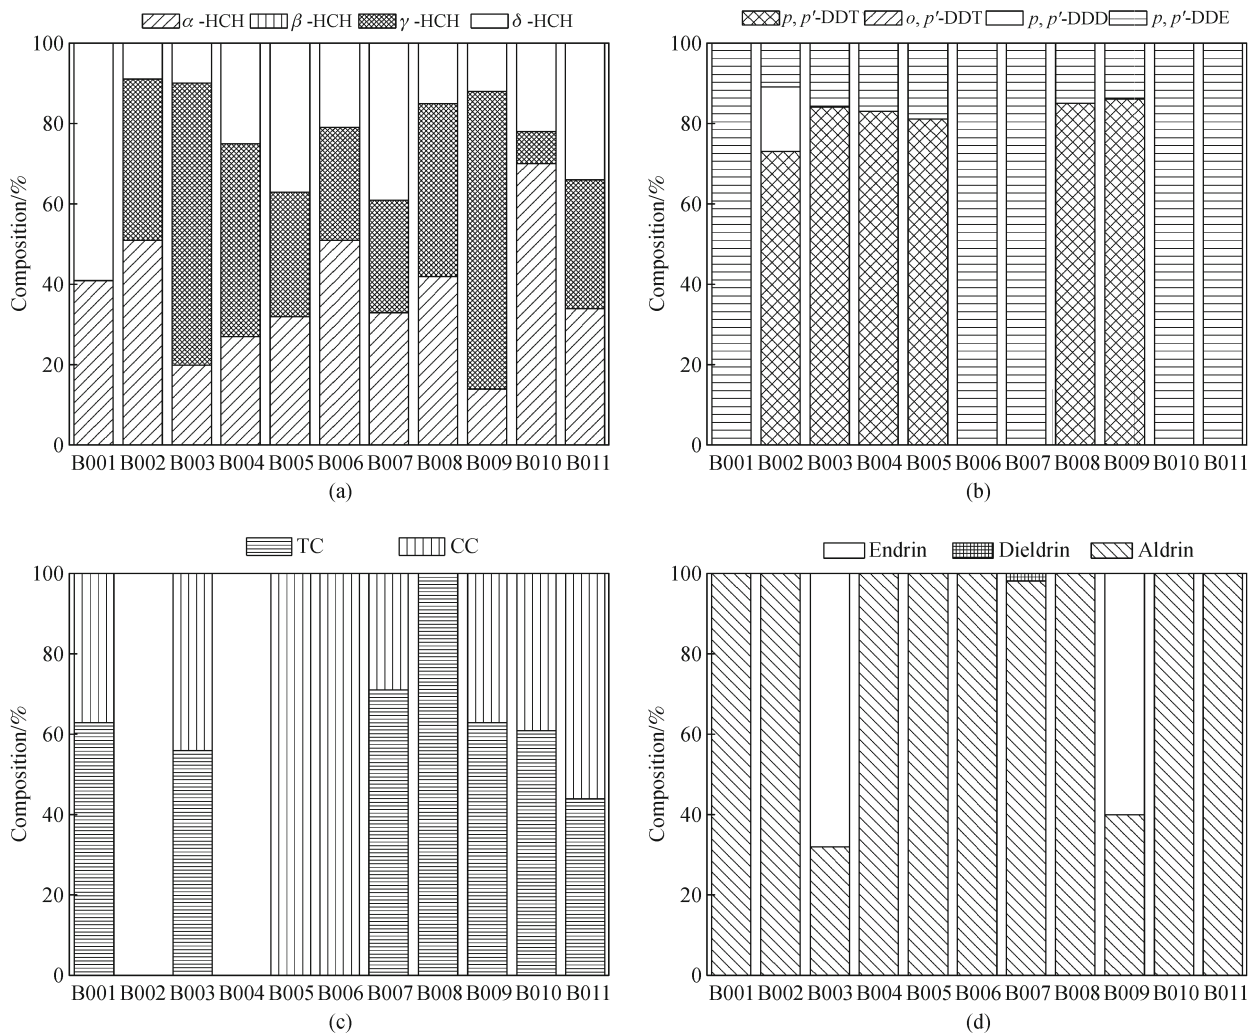 α -HCH β -HCH γ -HCH δ -HCH
100
80
60
40
20
0
Composition/%
B001 B002 B003 B004 B005 B006 B007 B008 B009 B010 B011
(a)
p, p′-DDT o, p′-DDT p, p′-DDD p, p′-DDE
100
80
60
40
20
0
Composition/%
B001 B002 B003 B004 B005 B006 B007 B008 B009 B010 B011
(b)
TC CC
100
80
60
40
20
0
Composition/%
B001 B002 B003 B004 B005 B006 B007 B008 B009 B010 B011
(c)
Endrin Dieldrin Aldrin
100
80
60
40
20
0
Composition/%
B001 B002 B003 B004 B005 B006 B007 B008 B009 B010 B011
(d)